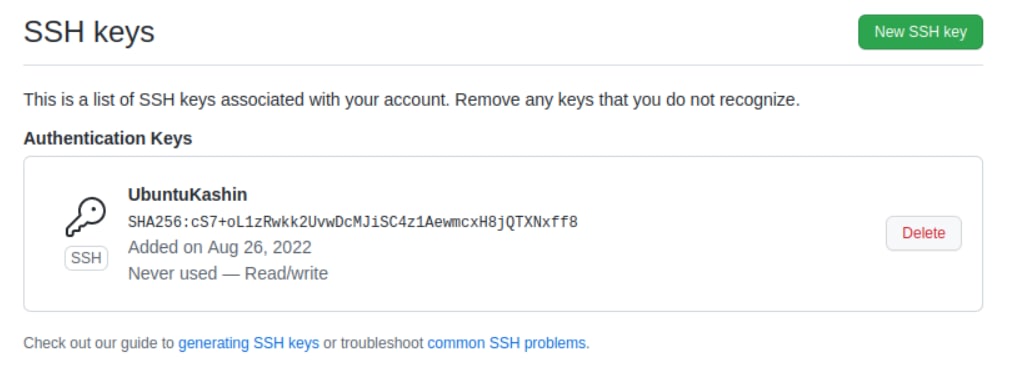 SSH keys
New SSH key
This is a list of SSH keys associated with your account. Remove any keys that you do not recognize.
Authentication Keys
UbuntuKashin
SHA256:cS7+oL1zRwkk2UvwDcMJiSC4z1AewmcxH8jQTXNxff8
Added on Aug 26, 2022
Never used — Read/write
SSH
Delete
Check out our guide to generating SSH keys or troubleshoot common SSH problems.